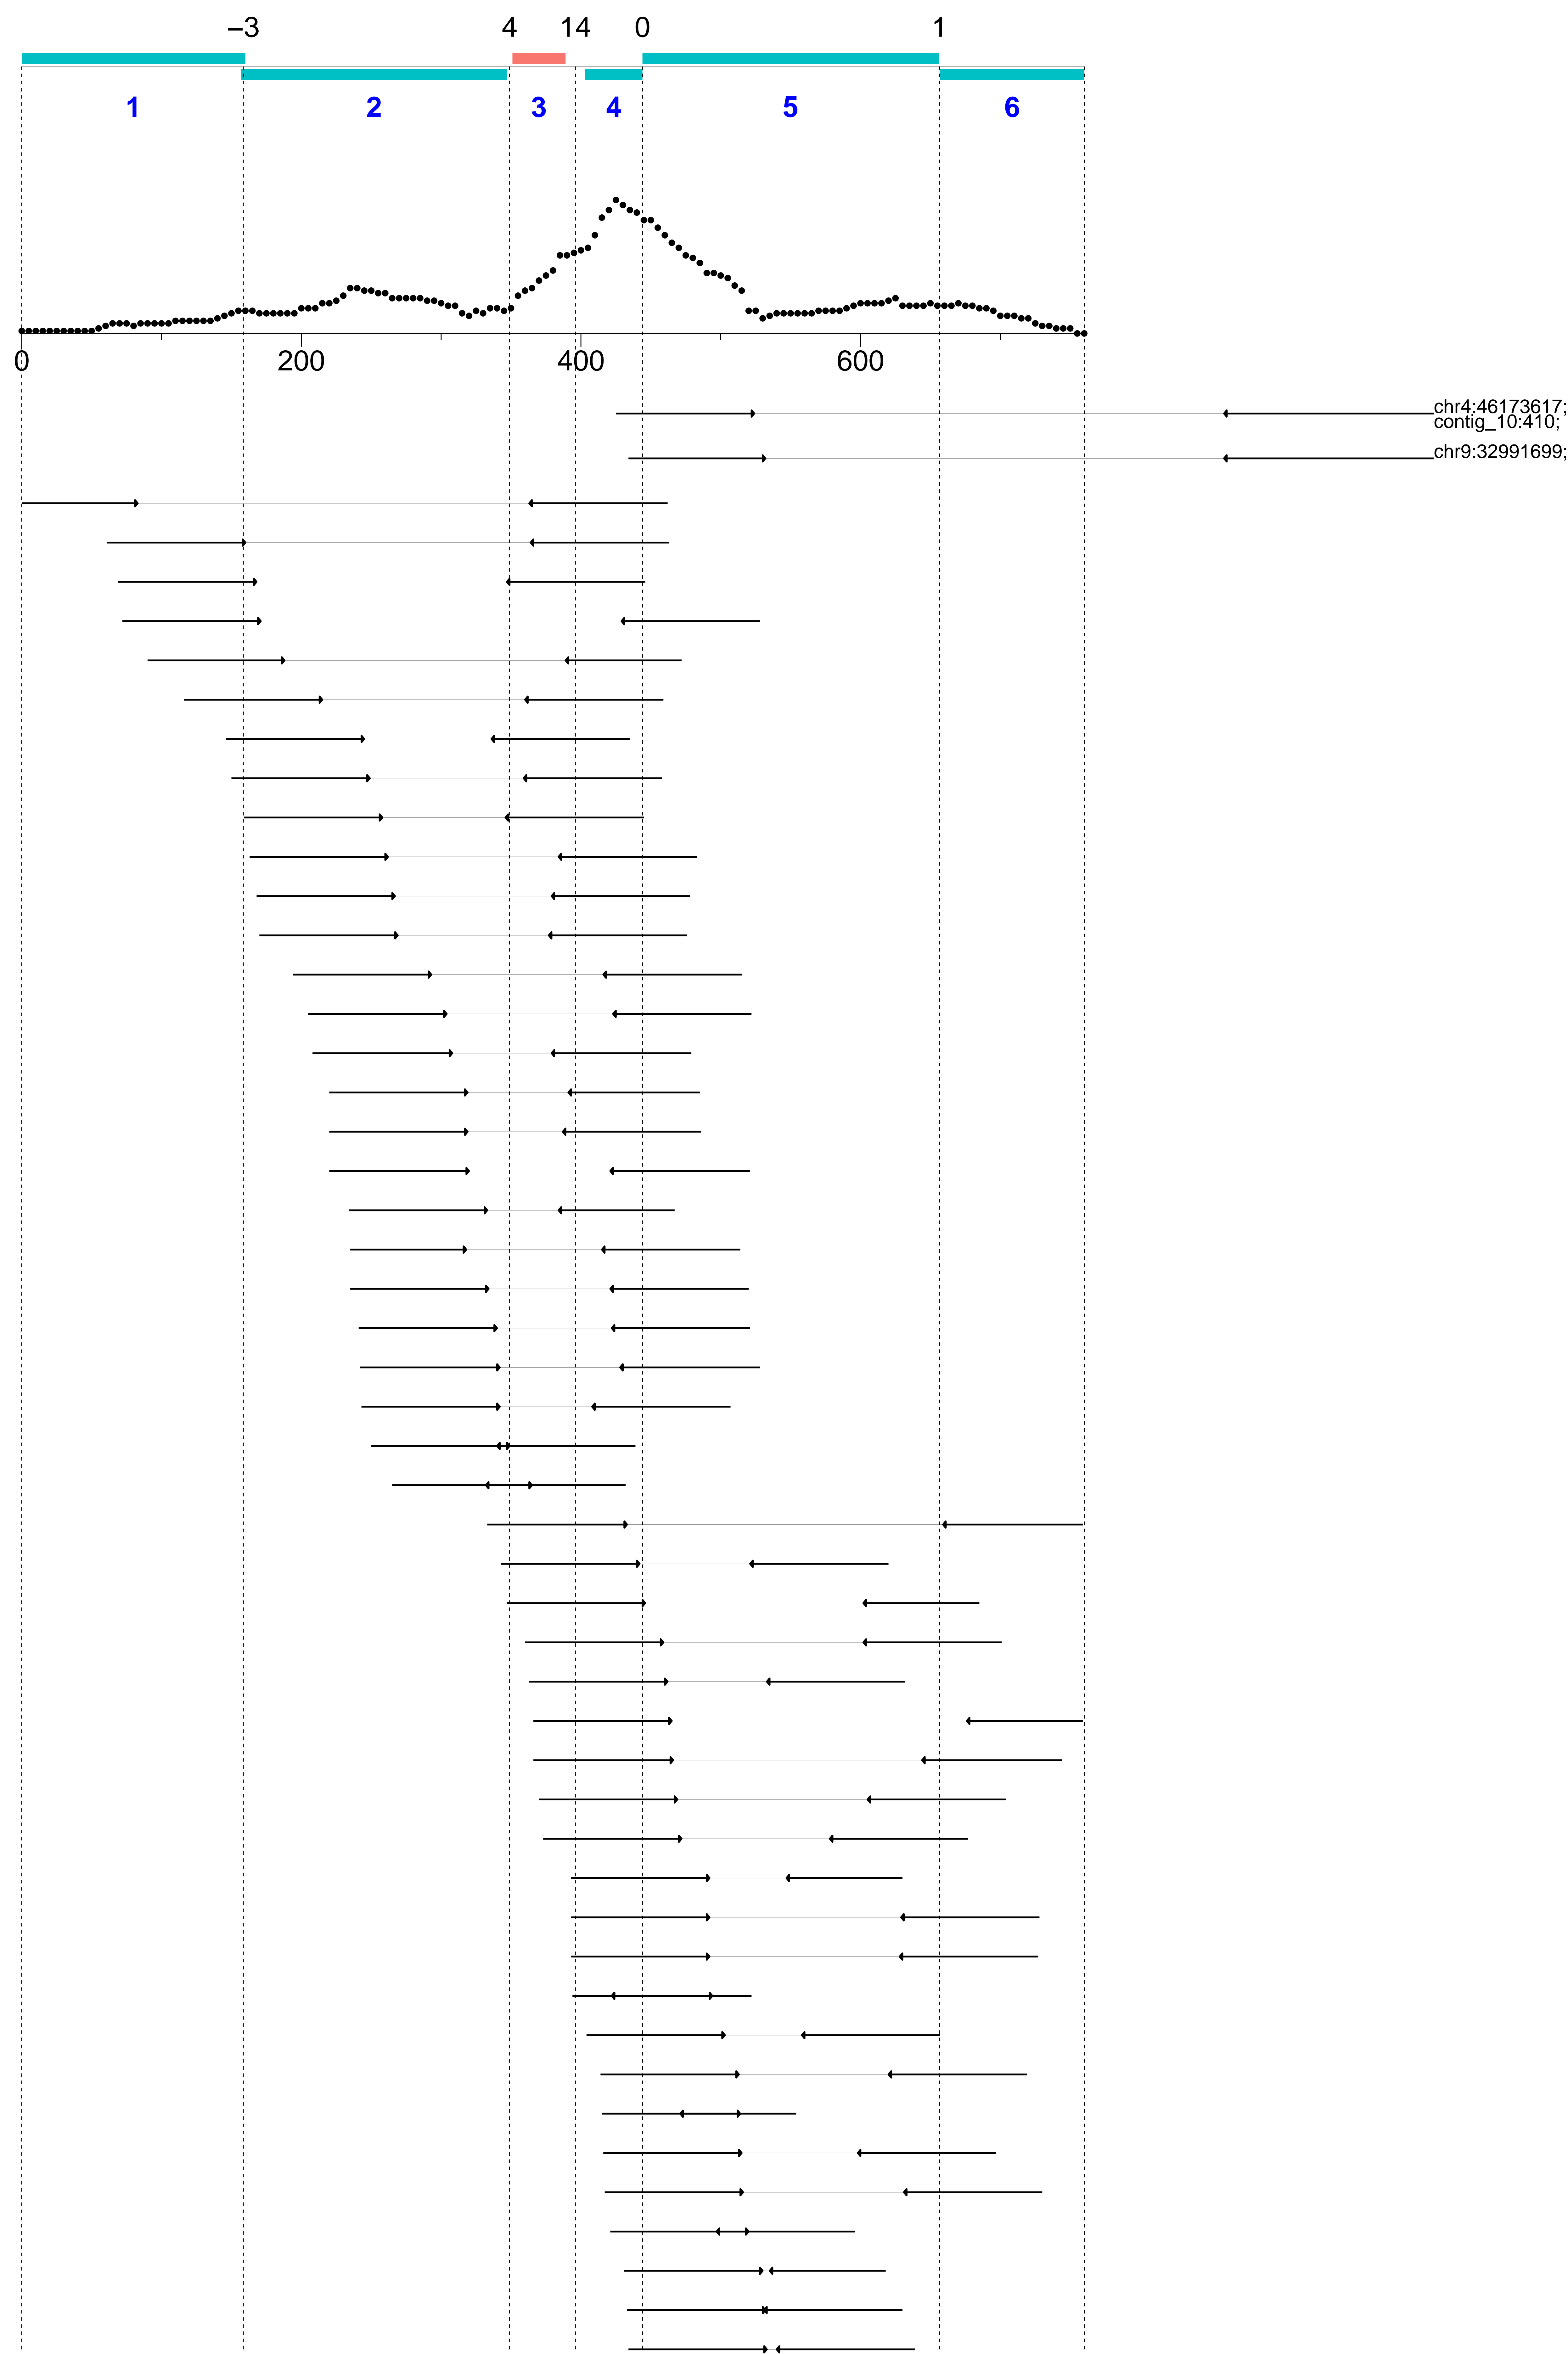 −3 4 14 0 1
1 2 3 4 5 6
0 200 400 600
chr4:46173617;
contig_10:410;
chr9:32991699;